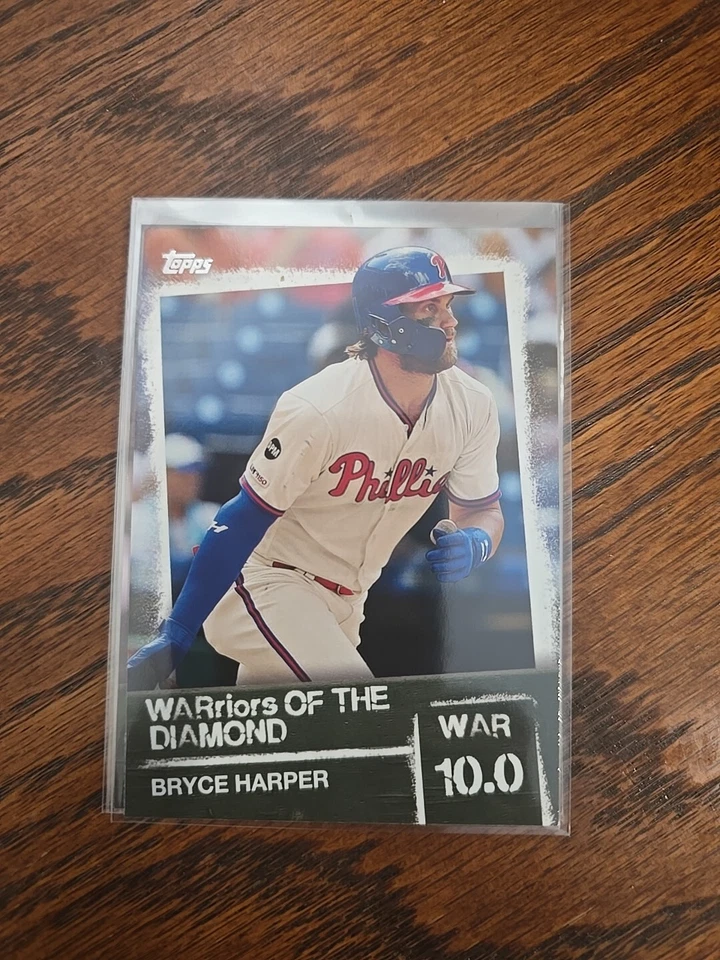 Topps
P
Phillies
WARriors OF THE
DIAMOND
WAR
BRYCE HARPER
10.0